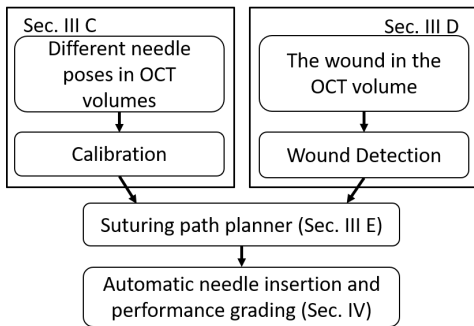 Sec. III C
Different needle
poses in OCT
volumes
Calibration
Sec. III D
The wound in the
OCT volume
Wound Detection
Suturing path planner (Sec. III E)
Automatic needle insertion and
performance grading (Sec. IV)